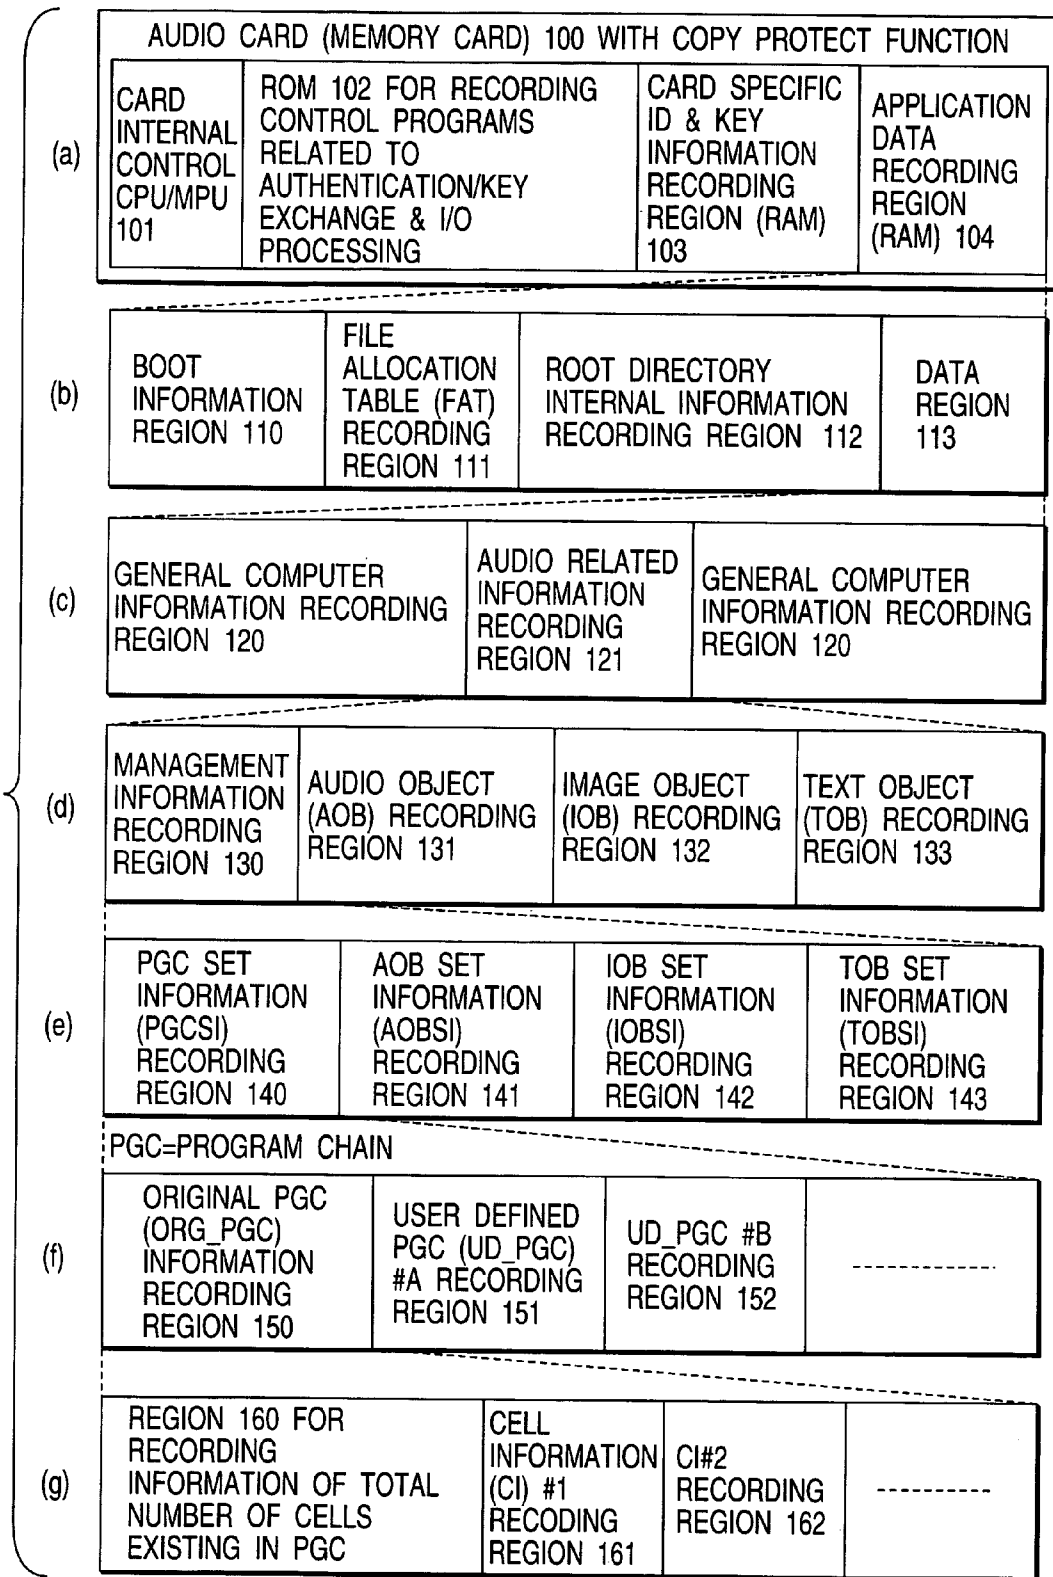 AUDIO CARD (MEMORY CARD) 100 WITH COPY PROTECT FUNCTION
(a)
CARD
INTERNAL
CONTROL
CPU/MPU
101
ROM 102 FOR RECORDING
CONTROL PROGRAMS
RELATED TO
AUTHENTICATION/KEY
EXCHANGE & I/O
PROCESSING
CARD SPECIFIC
ID & KEY
INFORMATION
RECORDING
REGION (RAM)
103
APPLICATION
DATA
RECORDING
REGION
(RAM) 104
(b)
BOOT
INFORMATION
REGION 110
FILE
ALLOCATION
TABLE (FAT)
RECORDING
REGION 111
ROOT DIRECTORY
INTERNAL INFORMATION
RECORDING REGION 112
DATA
REGION
113
(c)
GENERAL COMPUTER
INFORMATION RECORDING
REGION 120
AUDIO RELATED
INFORMATION
RECORDING
REGION 121
GENERAL COMPUTER
INFORMATION RECORDING
REGION 120
(d)
MANAGEMENT
INFORMATION
RECORDING
REGION 130
AUDIO OBJECT
(AOB) RECORDING
REGION 131
IMAGE OBJECT
(IOB) RECORDING
REGION 132
TEXT OBJECT
(TOB) RECORDING
REGION 133
(e)
PGC SET
INFORMATION
(PGCSI)
RECORDING
REGION 140
AOB SET
INFORMATION
(AOBSI)
RECORDING
REGION 141
IOB SET
INFORMATION
(IOBSI)
RECORDING
REGION 142
TOB SET
INFORMATION
(TOBSI)
RECORDING
REGION 143
PGC=PROGRAM CHAIN
(f)
ORIGINAL PGC
(ORG_PGC)
INFORMATION
RECORDING
REGION 150
USER DEFINED
PGC (UD_PGC)
#A RECORDING
REGION 151
UD_PGC #B
RECORDING
REGION 152
(g)
REGION 160 FOR
RECORDING
INFORMATION OF TOTAL
NUMBER OF CELLS
EXISTING IN PGC
CELL
INFORMATION
(CI) #1
RECODING
REGION 161
CI#2
RECORDING
REGION 162